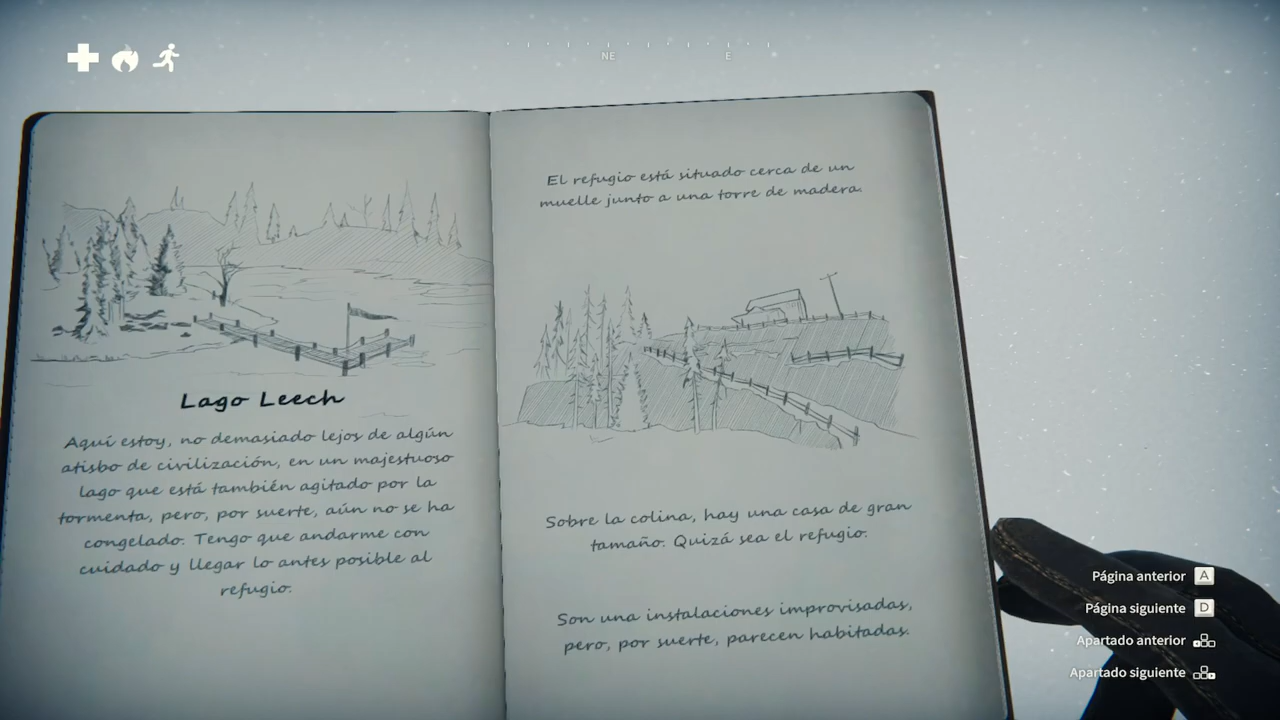 NE
E
Lago Leech
Aquí estoy, no demasiado lejos de algún
atisbo de civilización, en un majestuoso
lago que está también agitado por la
tormenta, pero, por suerte, aún no se ha
congelado. Tengo que andarme con
cuidado y llegar lo antes posible al
refugio.
El refugio está situado cerca de un
muelle junto a una torre de madera.
Sobre la colina, hay una casa de gran
tamaño. Quizá sea el refugio.
Son una instalaciones improvisadas,
pero, por suerte, parecen habitadas.
Página anterior A
Página siguiente D
Apartado anterior
Apartado siguiente